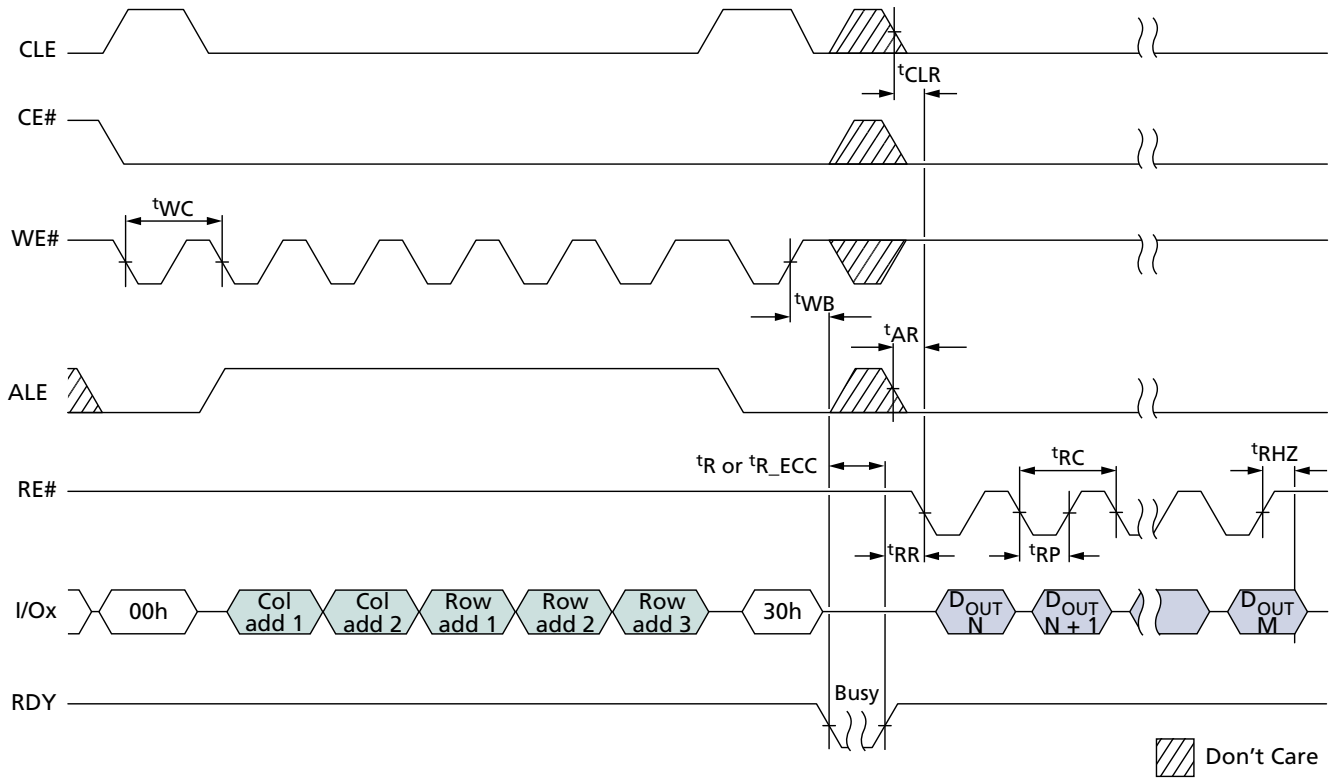 CLE
tCLR
CE#
tWC
WE#
tWB
tAR
ALE
tR or tR_ECC
tRC
tRHZ
RE#
tRR
tRP
I/Ox
00h
Col
add 1
Col
add 2
Row
add 1
Row
add 2
Row
add 3
30h
DOUT
N
DOUT
N + 1
DOUT
M
RDY
Busy
Don't Care